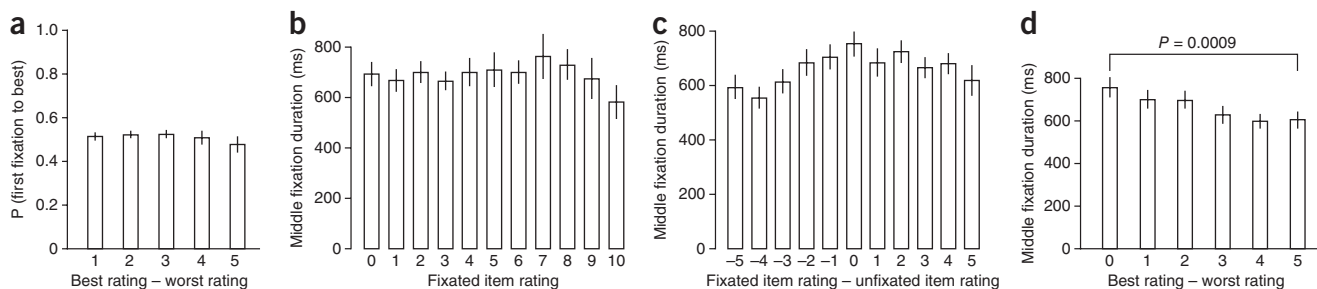 a
P (first fixation to best)
1.0
0.8
0.6
0.4
0.2
0
1 2 3 4 5
Best rating – worst rating
b
Middle fixation duration (ms)
800
600
400
200
0
0 1 2 3 4 5 6 7 8 9 10
Fixated item rating
c
Middle fixation duration (ms)
800
600
400
200
0
–5 –4 –3 –2 –1 0 1 2 3 4 5
Fixated item rating – unfixated item rating
d
P = 0.0009
Middle fixation duration (ms)
800
600
400
200
0
0 1 2 3 4 5
Best rating – worst rating